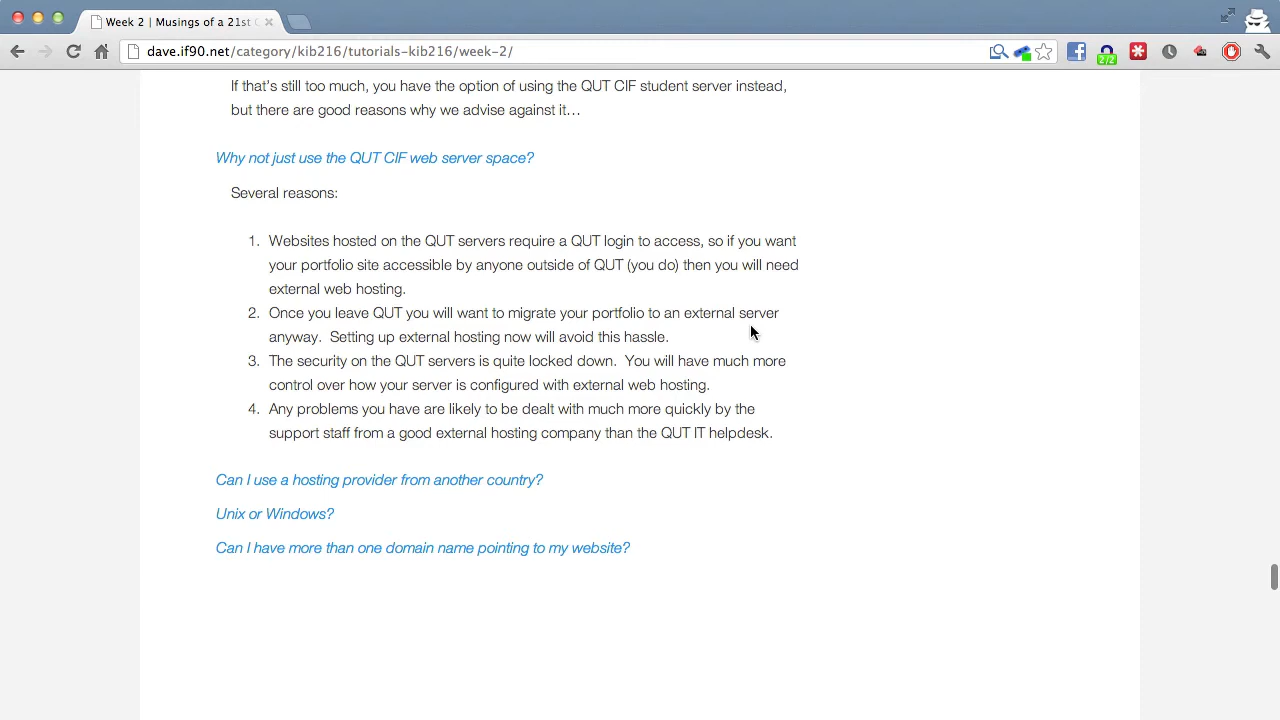 Week 2 | Musings of a 21st C
dave.if90.net/category/kib216/tutorials-kib216/week-2/
2/2
If that's still too much, you have the option of using the QUT CIF student server instead,
but there are good reasons why we advise against it…
Why not just use the QUT CIF web server space?
Several reasons:
1. Websites hosted on the QUT servers require a QUT login to access, so if you want
your portfolio site accessible by anyone outside of QUT (you do) then you will need
external web hosting.
2. Once you leave QUT you will want to migrate your portfolio to an external server
anyway.  Setting up external hosting now will avoid this hassle.
3. The security on the QUT servers is quite locked down.  You will have much more
control over how your server is configured with external web hosting.
4. Any problems you have are likely to be dealt with much more quickly by the
support staff from a good external hosting company than the QUT IT helpdesk.
Can I use a hosting provider from another country?
Unix or Windows?
Can I have more than one domain name pointing to my website?